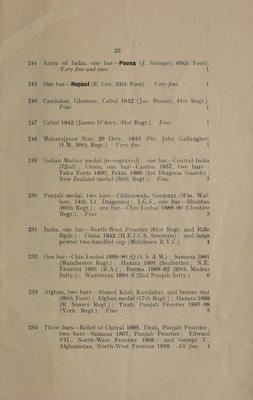 23
244 Army of India, one bar—Poona (J. Stringer, 65th Foot).
Very fine and rare 1
245 One bar—Nepaul (E. Cox, 24th Foot). Very fine 1
246 Candahar, Ghuznee, Cabul 1842 (Jas. Besant, 41st Regt.)
Fine 1
247 Cabul 1842 (James D'Arcy, 31st Regt.) Fine 1
248 Maharajpoor Star, 29 Decr., 1843 (Pte. John Gallaugher,
H.M. 39th Regt.). Very fine 1
249 Indian Mutiny medal (re-engraved); one bar—Central India
(72nd); China, one bar—Canton 1857, two bars—
Taku Forts 1860, Pekin 1860 (1st Dragoon Guards);
New Zealand medal (50th Regt.). Fine
250 Punjab medal, two bars—Chilianwala, Goojerat (Wm. Wal-
lace, 14th Lt. Dragoons); I.G.S., one bar—Bhootan
(80th Regt.); one bar—Chin Lushai 1889-90 (Cheshire
Regt.). Fine 3
251 India, one bar—North-West Frontier (81st Regt. and Rifle
Bgde.); China 1842 (H.E.I.C.S. Sesostris); and large
pewter two-handled cup (Middlesex R.V.C.) 4
252 One bar—Chin Lushai 1889-90 (Q.O. S. & M.); Samana 1891
(Manchester Regt.); Hazara 1891 (Seaforths); N.E.
Frontier 1891 (R.A.); Burma 1889-92 (20th Madras
Infty.); Waziristan 1894-5 (2nd Punjab Infty.) 6
253 Afghan, two bars—Ahmed Khel, Kandahar, and bronze star
(60th Foot); Afghan medal (17th Regt.); Hazara 1888
(R. Sussex Regt.); Tirah, Punjab Frontier 1897-98
(York. Regt.). Fine 5
254 Three bars—Relief of Chitral 1895, Tirah, Punjab Frontier;
two bars—Samana 1897, Punjab Frontier; Edward
VII., North-West Frontier 1908; and George V.,
Afghanistan, North-West Frontier 1919. All fine 4